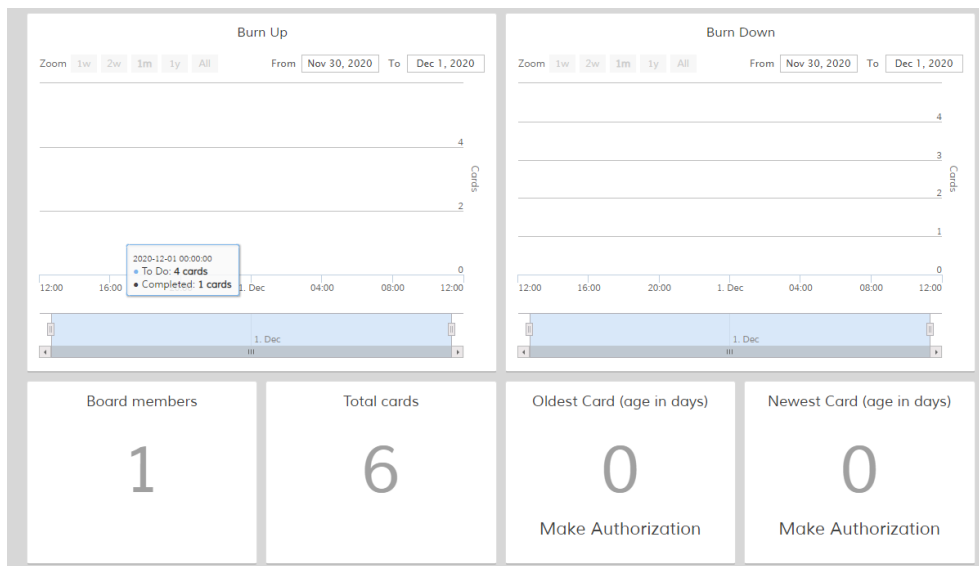 Burn Up
Zoom 1w 2w 1m 1y All From Nov 30, 2020 To Dec 1, 2020
4
Cards
2
2020-12-01 00:00:00
● To Do: 4 cards
● Completed: 1 cards
0
12:00 16:00 1. Dec 04:00 08:00 12:00
1. Dec
Burn Down
Zoom 1w 2w 1m 1y All From Nov 30, 2020 To Dec 1, 2020
4
3
Cards
2
1
0
12:00 16:00 20:00 1. Dec 04:00 08:00 12:00
1. Dec
Board members
1
Total cards
6
Oldest Card (age in days)
0
Make Authorization
Newest Card (age in days)
0
Make Authorization